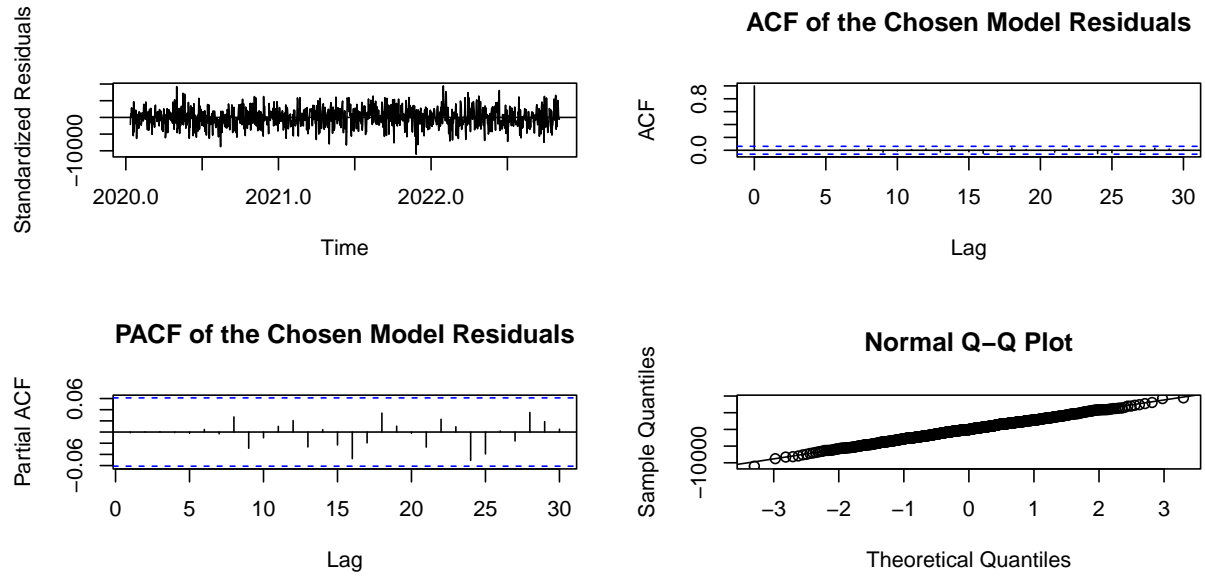 Standardized Residuals
−10000
2020.0 2021.0 2022.0
Time
ACF of the Chosen Model Residuals
ACF
0.0 0.8
0 5 10 15 20 25 30
Lag
PACF of the Chosen Model Residuals
Partial ACF
−0.06 0.06
0 5 10 15 20 25 30
Lag
Normal Q−Q Plot
Sample Quantiles
−10000
−3 −2 −1 0 1 2 3
Theoretical Quantiles